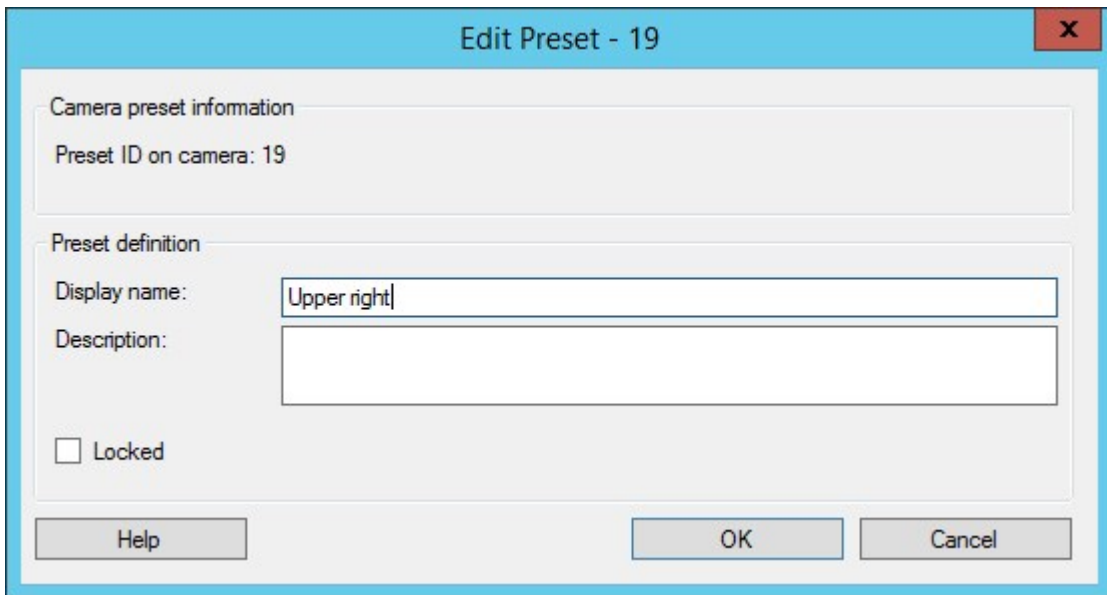 Edit Preset - 19
x
Camera preset information
Preset ID on camera: 19
Preset definition
Display name: Upper right
Description:
Locked
Help OK Cancel